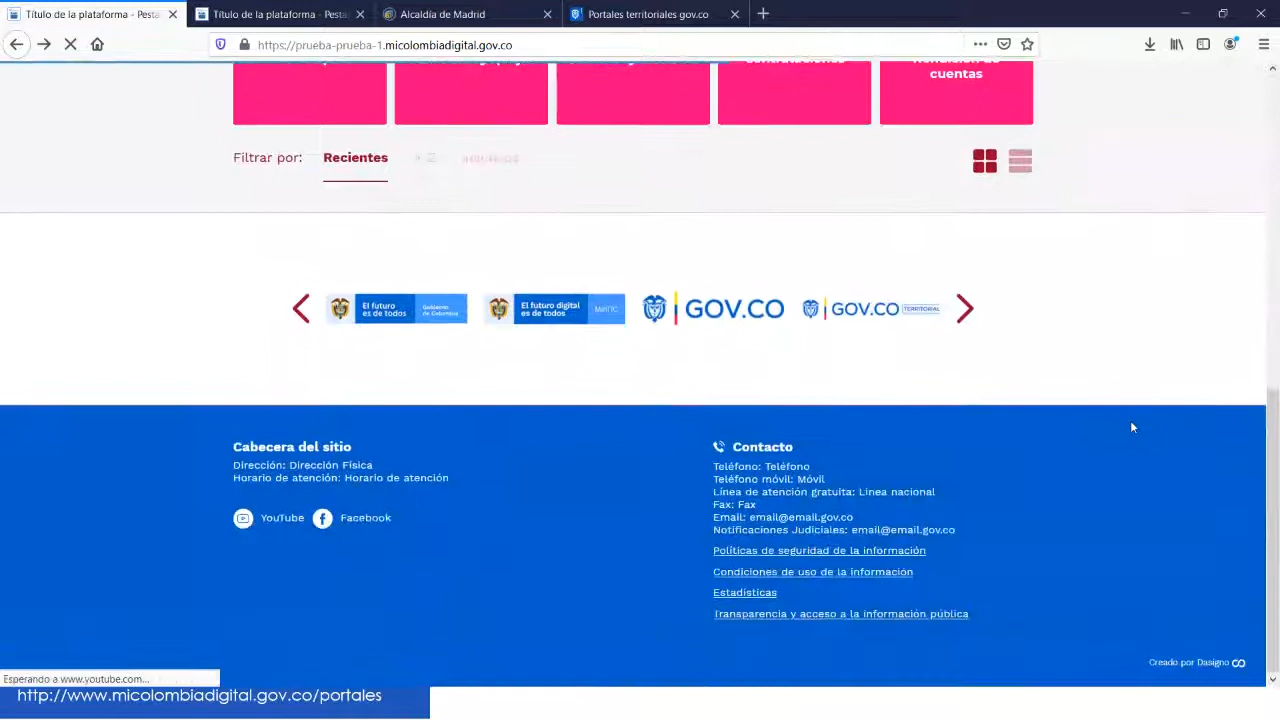 Título de la plataforma - Pesta
Título de la plataforma - Pesta
Alcaldía de Madrid
Portales territoriales gov.co
https://prueba-prueba-1.micolombiadigital.gov.co
contrataciones
Rendición de
cuentas
Filtrar por:
Recientes
El futuro
es de todos
Gobierno
de Colombia
El futuro digital
es de todos
MinTIC
GOV.CO
GOV.CO
TERRITORIAL
Cabecera del sitio
Dirección: Dirección Física
Horario de atención: Horario de atención
YouTube
Facebook
Contacto
Teléfono: Teléfono
Teléfono móvil: Móvil
Línea de atención gratuita: Linea nacional
Fax: Fax
Email: email@email.gov.co
Notificaciones Judiciales: email@email.gov.co
Políticas de seguridad de la información
Condiciones de uso de la información
Estadísticas
Transparencia y acceso a la información pública
Creado por Dasigno
Esperando a www.youtube.com...
http://www.micolombiadigital.gov.co/portales